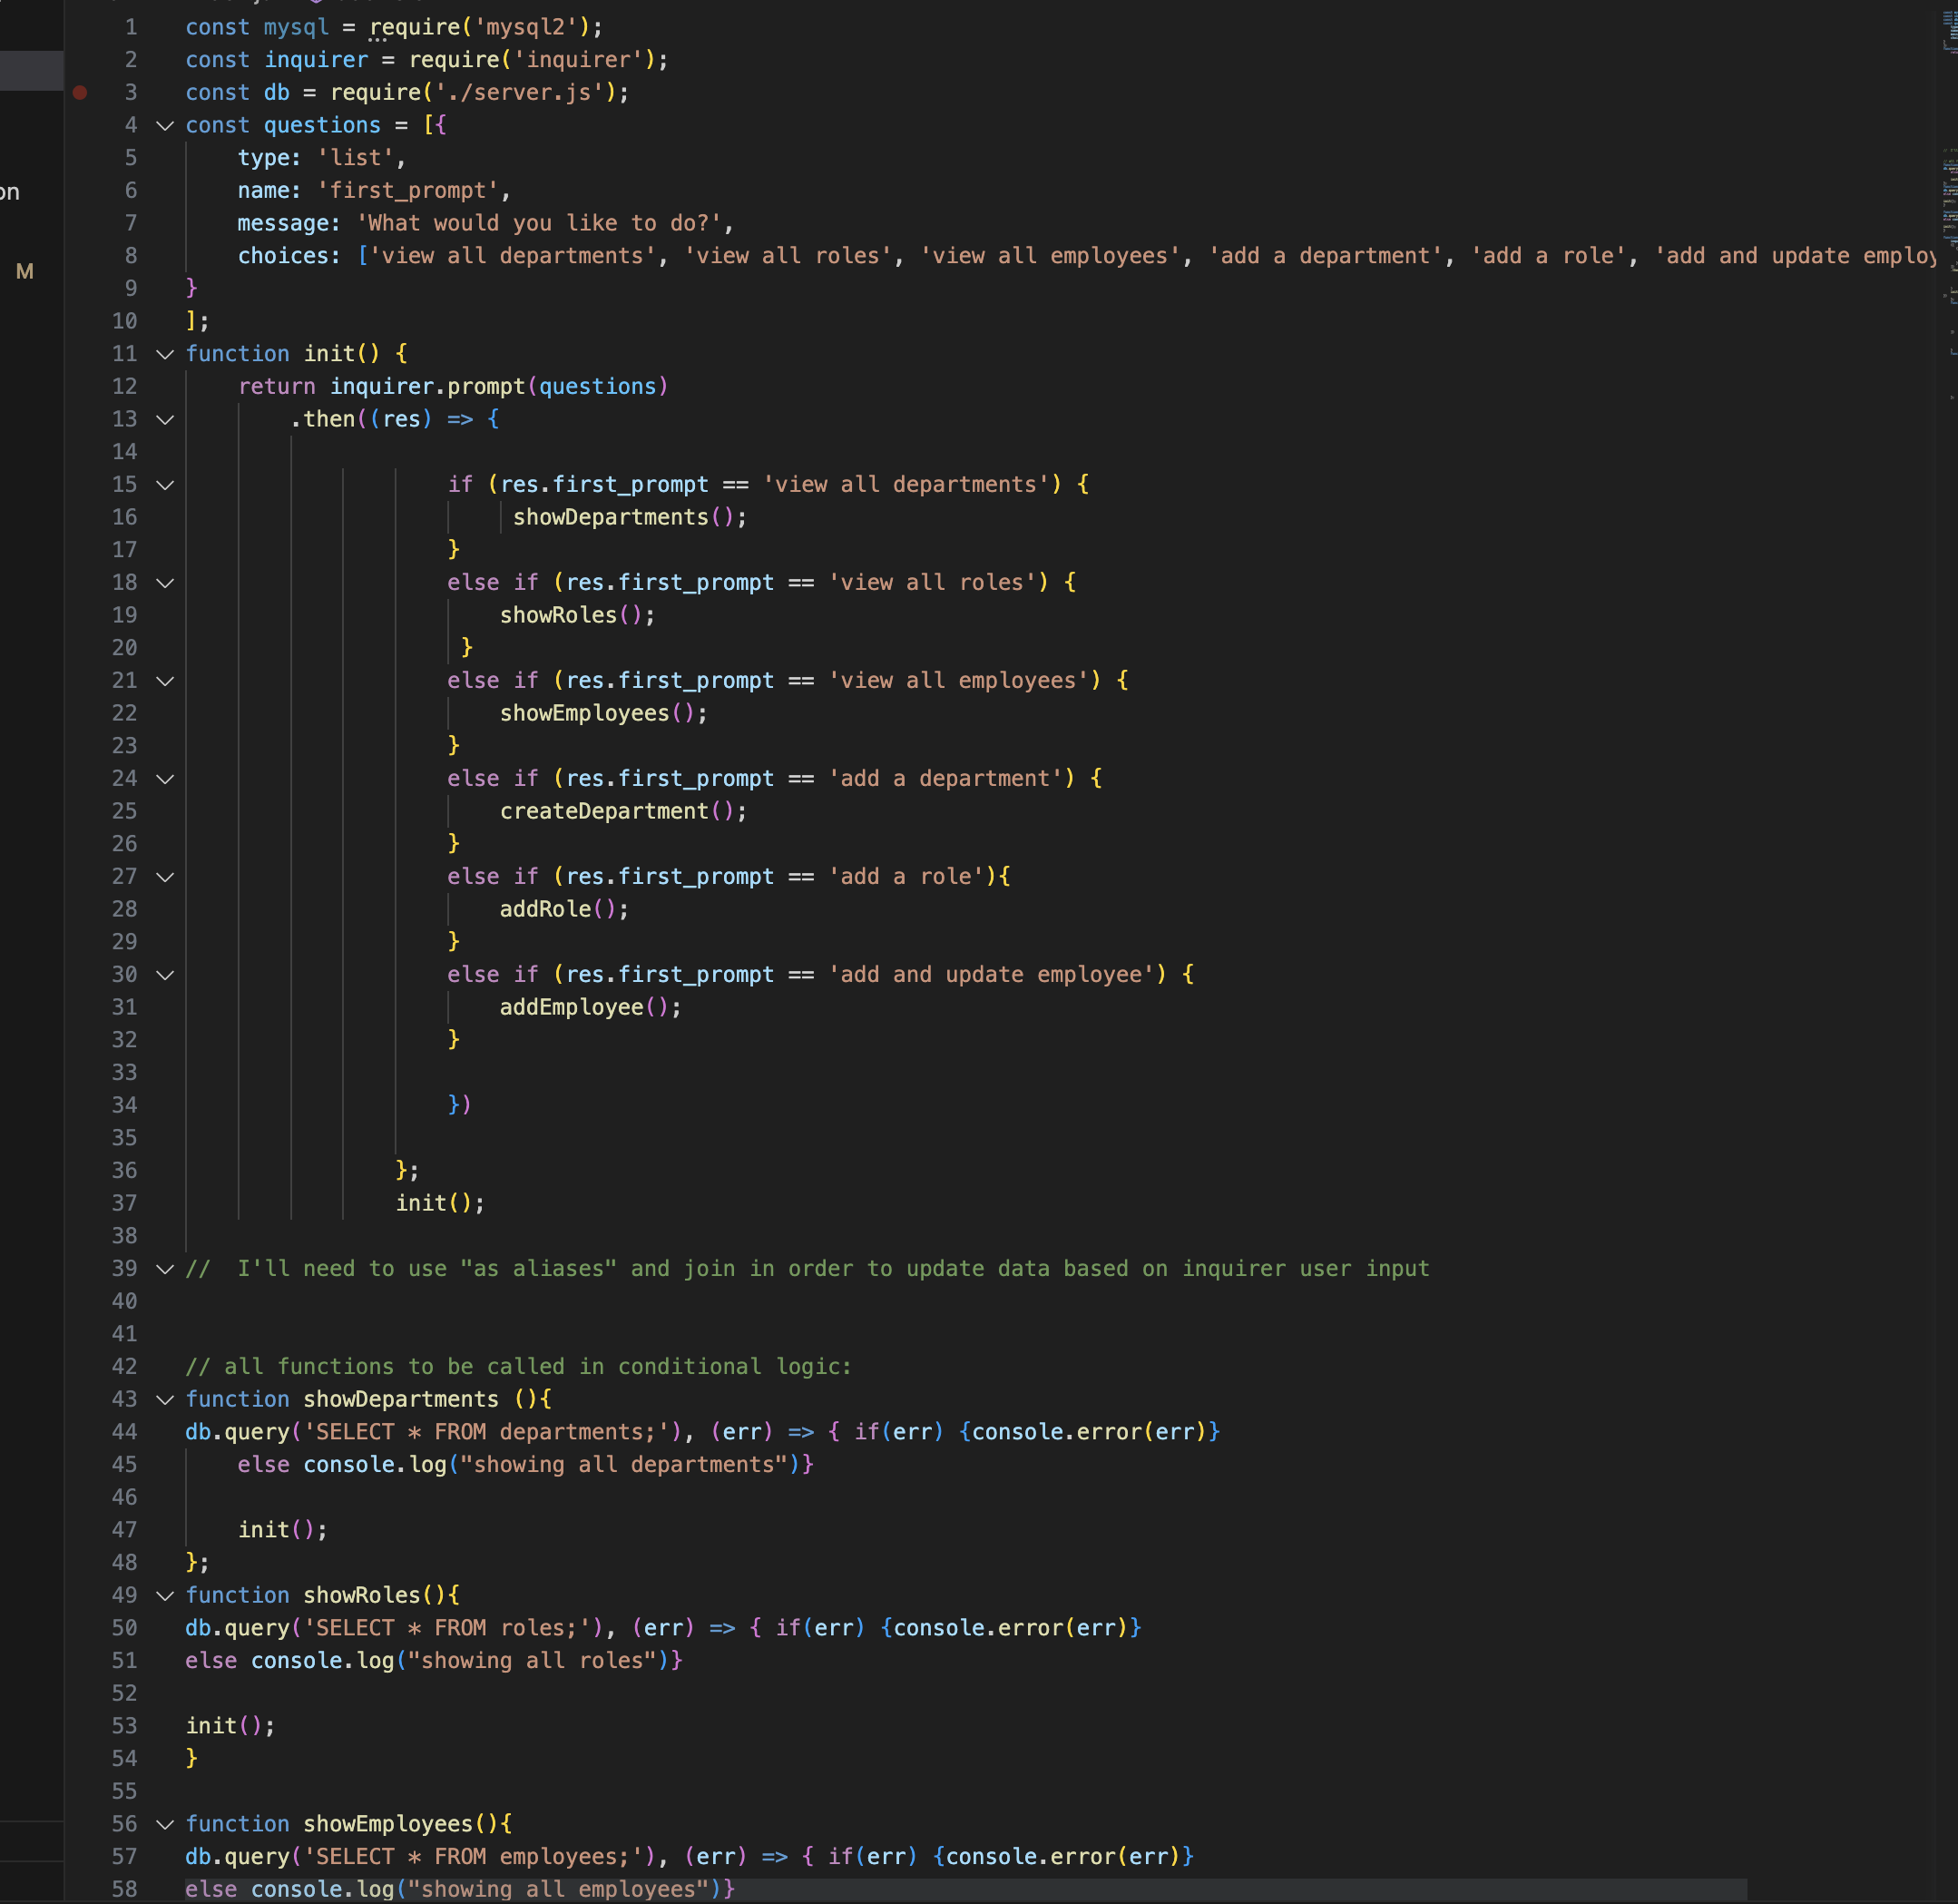 on
M
1 const mysql = require('mysql2');
2 const inquirer = require('inquirer');
3 const db = require('./server.js');
4 const questions = [{
5 type: 'list',
6 name: 'first_prompt',
7 message: 'What would you like to do?',
8 choices: ['view all departments', 'view all roles', 'view all employees', 'add a department', 'add a role', 'add and update employ
9 }
10 ];
11 function init() {
12 return inquirer.prompt(questions)
13 .then((res) => {
14
15 if (res.first_prompt == 'view all departments') {
16 showDepartments();
17 }
18 else if (res.first_prompt == 'view all roles') {
19 showRoles();
20 }
21 else if (res.first_prompt == 'view all employees') {
22 showEmployees();
23 }
24 else if (res.first_prompt == 'add a department') {
25 createDepartment();
26 }
27 else if (res.first_prompt == 'add a role'){
28 addRole();
29 }
30 else if (res.first_prompt == 'add and update employee') {
31 addEmployee();
32 }
33
34 })
35
36 };
37 init();
38
39 // I'll need to use "as aliases" and join in order to update data based on inquirer user input
40
41
42 // all functions to be called in conditional logic:
43 function showDepartments (){
44 db.query('SELECT * FROM departments;'), (err) => { if(err) {console.error(err)}
45 else console.log("showing all departments")}
46
47 init();
48 };
49 function showRoles(){
50 db.query('SELECT * FROM roles;'), (err) => { if(err) {console.error(err)}
51 else console.log("showing all roles")}
52
53 init();
54 }
55
56 function showEmployees(){
57 db.query('SELECT * FROM employees;'), (err) => { if(err) {console.error(err)}
58 else console.log("showing all employees")}